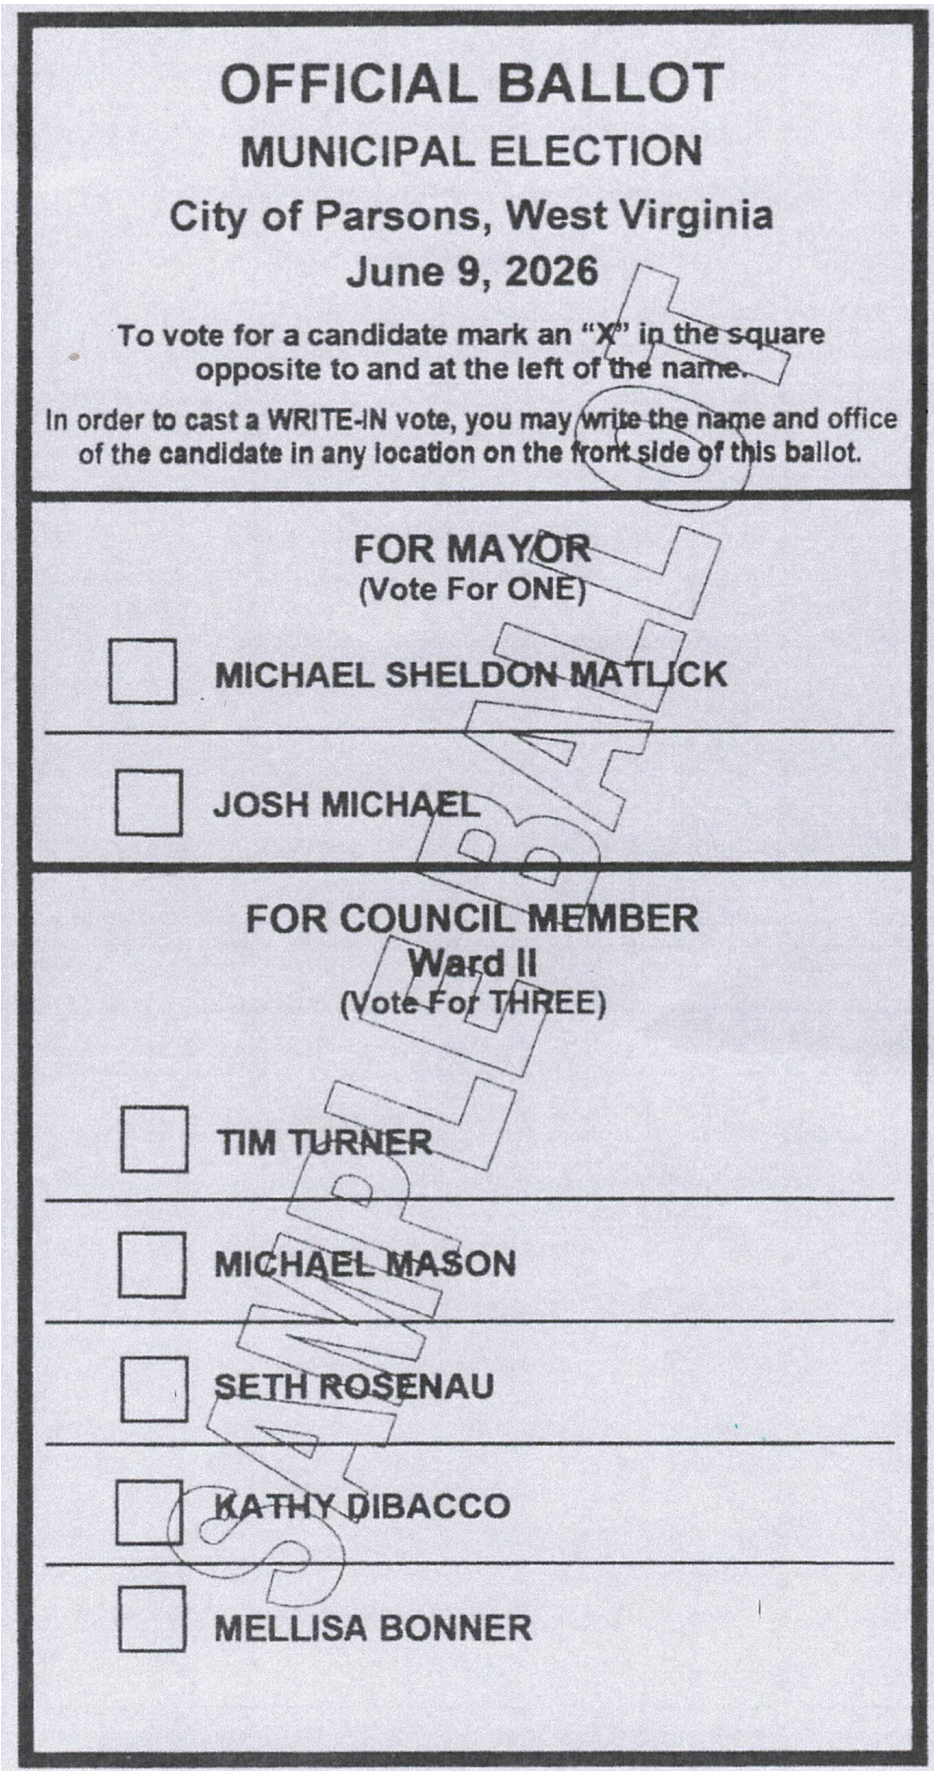 OFFICIAL BALLOT
MUNICIPAL ELECTION
City of Parsons, West Virginia
June 9, 2026
To vote for a candidate mark an “X” in the square
opposite to and at the left of the name.
In order to cast a WRITE-IN vote, you may write the name and office
of the candidate in any location on the front side of this ballot.
FOR MAYOR
(Vote For ONE)
MICHAEL SHELDON MATLICK
JOSH MICHAEL
FOR COUNCIL MEMBER
Ward II
(Vote For THREE)
TIM TURNER
MICHAEL MASON
SETH ROSENAU
KATHY DIBACCO
MELLISA BONNER
SAMPLE BALLOT